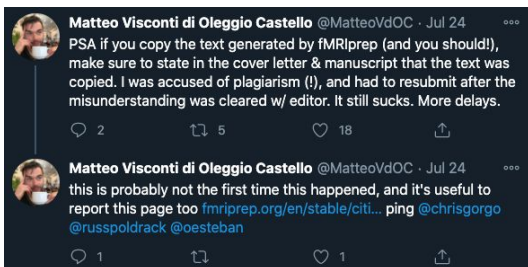 Matteo Visconti di Oleggio Castello @MatteoVdOC · Jul 24
PSA if you copy the text generated by fMRIprep (and you should!),
make sure to state in the cover letter & manuscript that the text was
copied. I was accused of plagiarism (!), and had to resubmit after the
misunderstanding was cleared w/ editor. It still sucks. More delays.
2 5 18
Matteo Visconti di Oleggio Castello @MatteoVdOC · Jul 24
this is probably not the first time this happened, and it's useful to
report this page too fmriprep.org/en/stable/citi... ping @chrisgorgo
@russpoldrack @oesteban
1 1